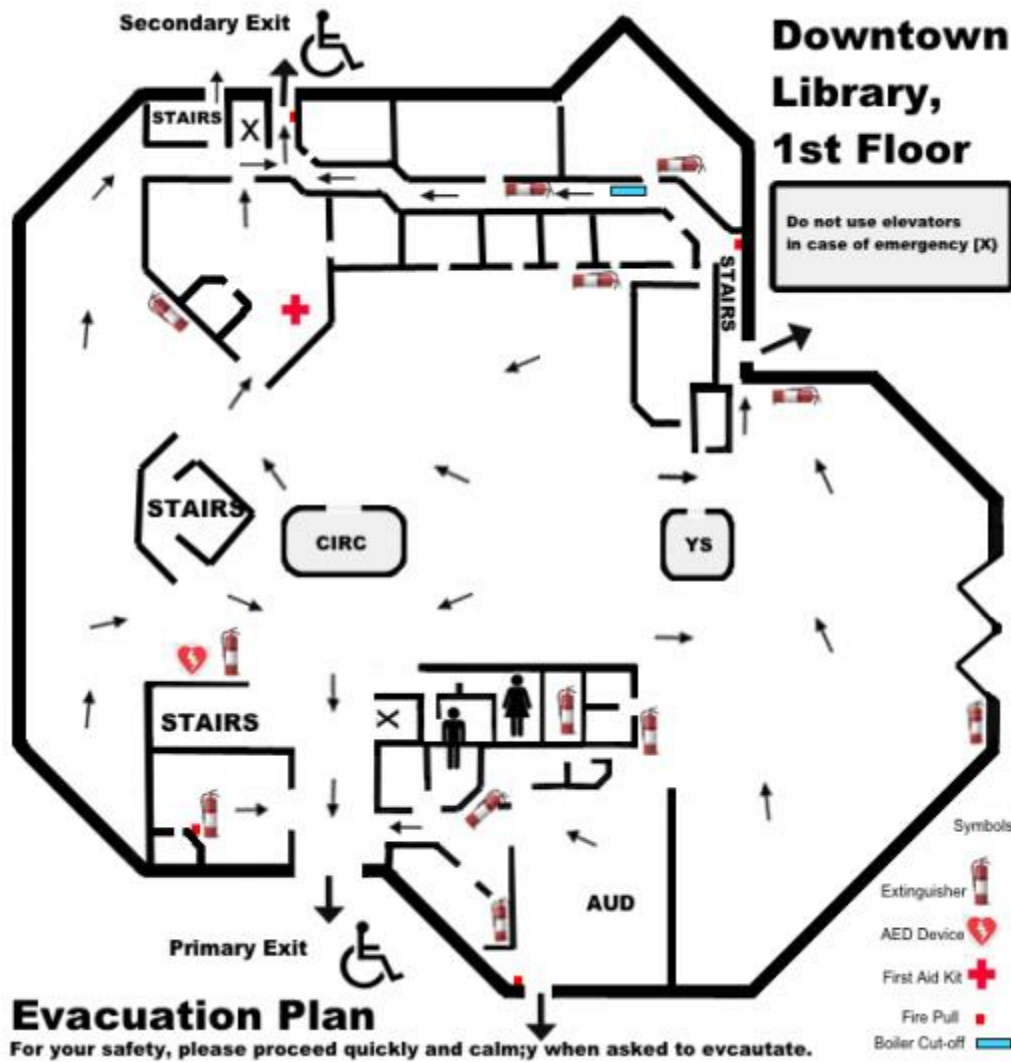 Secondary Exit
Downtown
Library,
1st Floor
STAIRS
X
Do not use elevators
in case of emergency [X)
STAIRS
STAIRS
CIRC
YS
STAIRS
X
AUD
Symbols
Extinguisher
AED Device
First Aid Kit
Fire Pull
Boiler Cut-off
Primary Exit
Evacuation Plan
For your safety, please proceed quickly and calm;y when asked to evcautate.